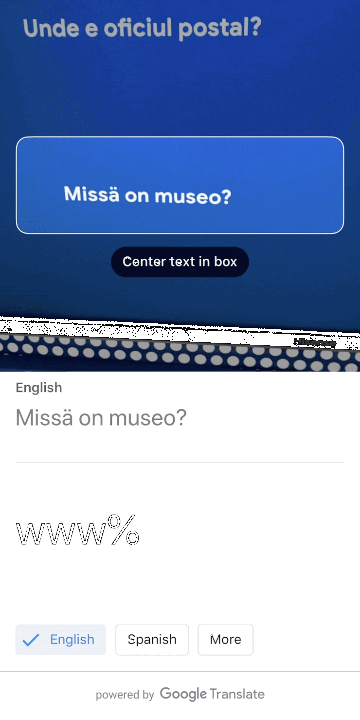 Unde e oficiul postal?
Missä on museo?
Center text in box
English
Missä on museo?
www%
English
Spanish
More
powered by Google Translate